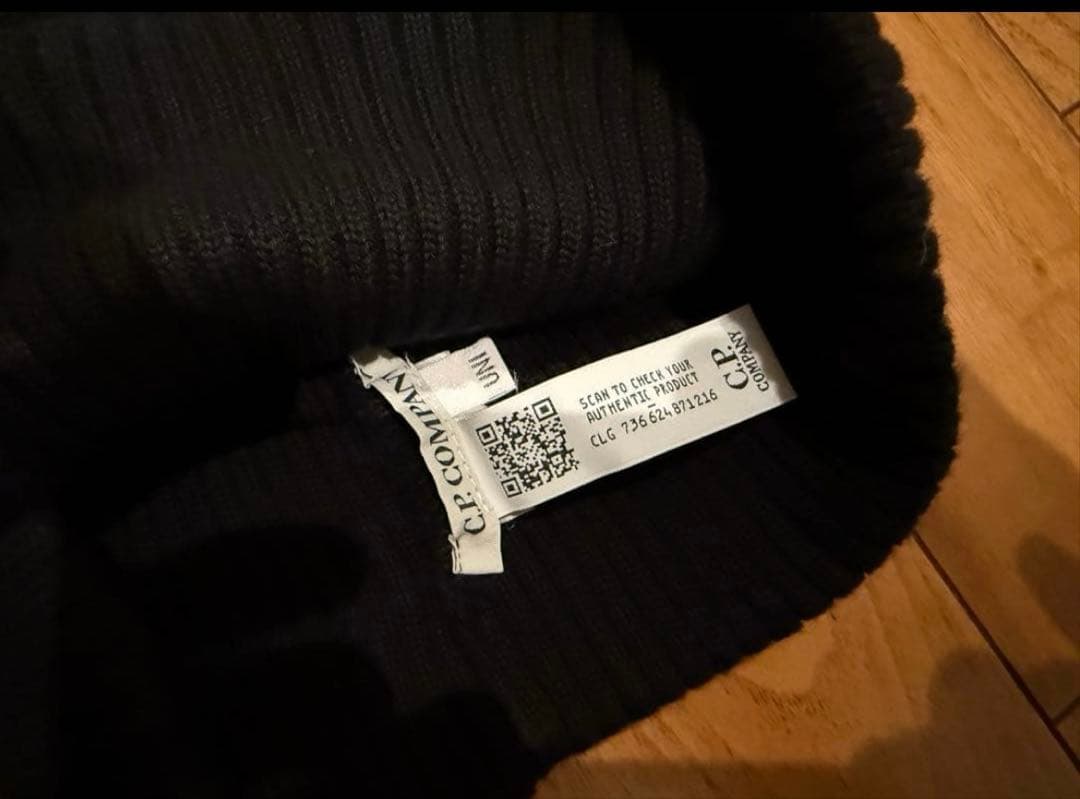 C.P. COMPANY
UNI
SCAN TO CHECK YOUR
AUTHENTIC PRODUCT
CLG 736624871216
C.P.
COMPANY